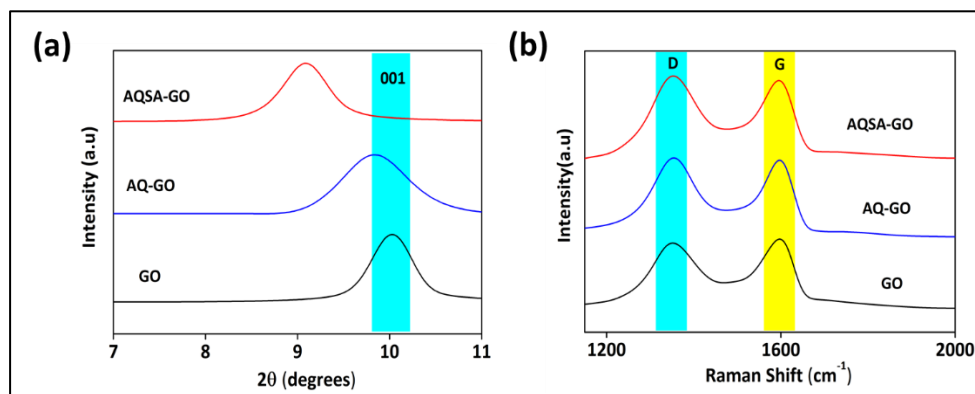 (a)
001
AQSA-GO
AQ-GO
GO
Intensity (a.u)
7 8 9 10 11
2θ (degrees)
(b)
D G
AQSA-GO
AQ-GO
GO
Intensity(a.u)
1200 1600 2000
Raman Shift (cm⁻¹)